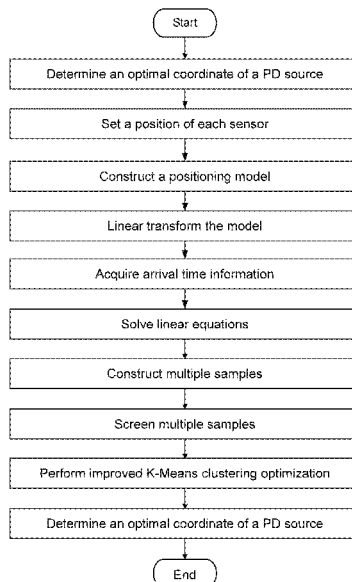 Start
Determine an optimal coordinate of a PD source
Set a position of each sensor
Construct a positioning model
Linear transform the model
Acquire arrival time information
Solve linear equations
Construct multiple samples
Screen multiple samples
Perform improved K-Means clustering optimization
Determine an optimal coordinate of a PD source
End